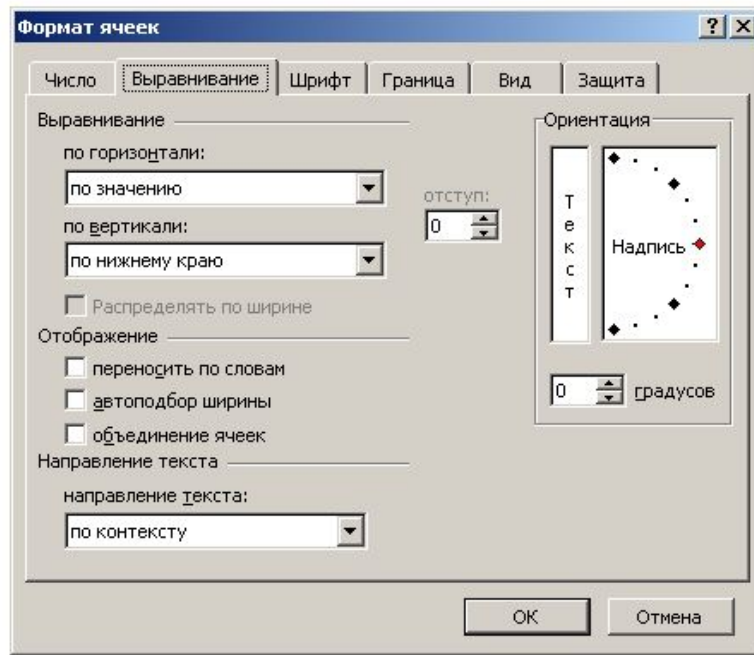 Формат ячеек
Число Выравнивание Шрифт Граница Вид Защита
Выравнивание
по горизонтали:
по значению
отступ:
0
по вертикали:
по нижнему краю
Распределять по ширине
Отображение
переносить по словам
автоподбор ширины
объединение ячеек
Направление текста
направление текста:
по контексту
Ориентация
Текст
Надпись
0 градусов
ОК Отмена